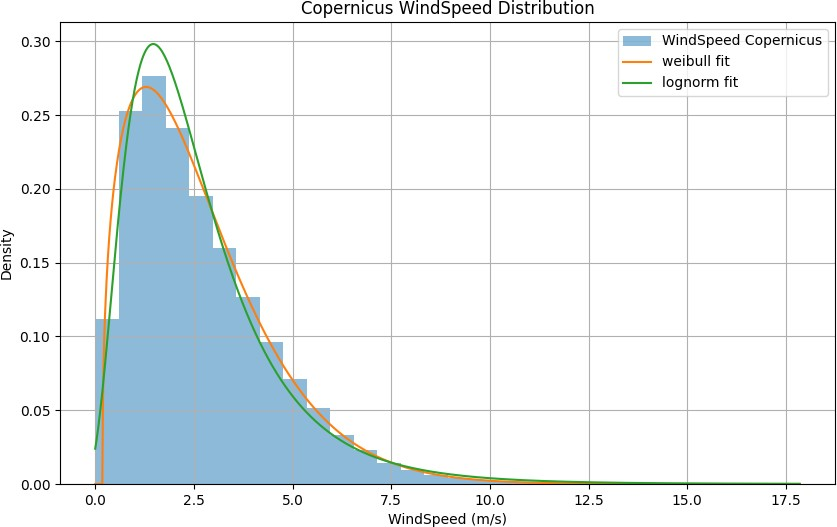 Copernicus WindSpeed Distribution
WindSpeed Copernicus
weibull fit
lognorm fit
Density
0.30
0.25
0.20
0.15
0.10
0.05
0.00
0.0 2.5 5.0 7.5 10.0 12.5 15.0 17.5
WindSpeed (m/s)